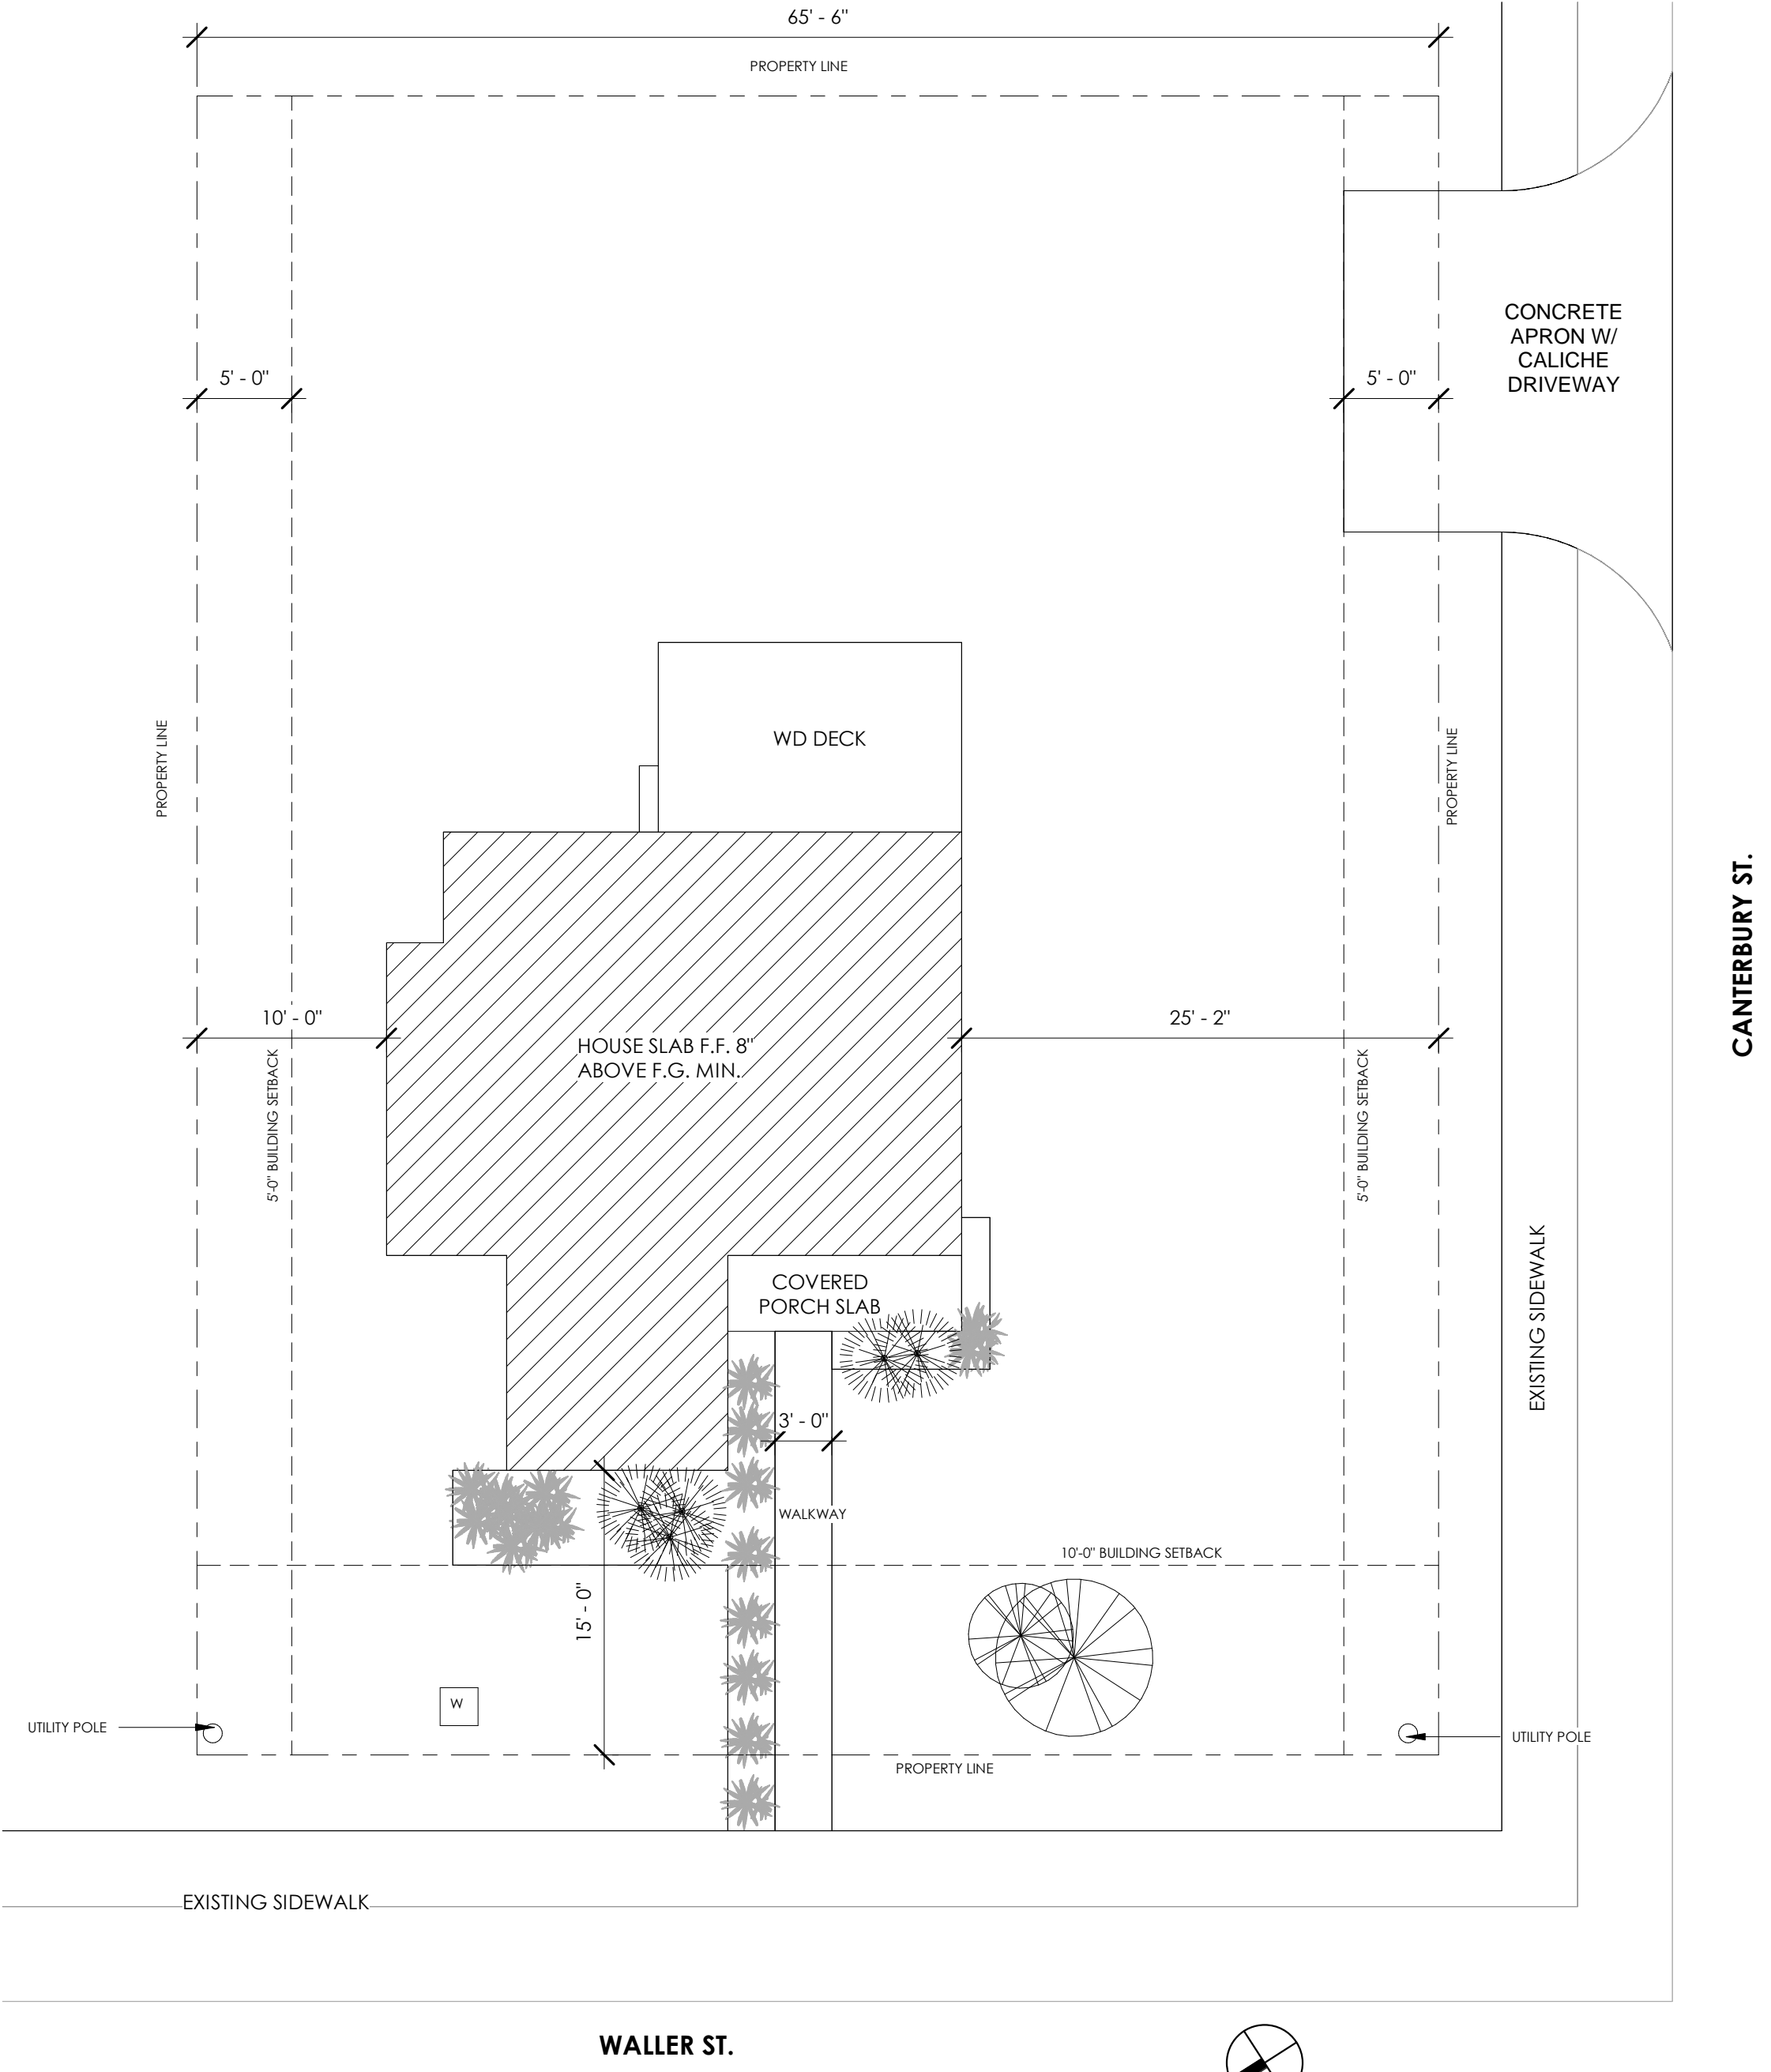 65' - 6"
PROPERTY LINE
CONCRETE
APRON W/
CALICHE
DRIVEWAY
5' - 0"
5' - 0"
PROPERTY LINE
WD DECK
PROPERTY LINE
CANTERBURY ST.
10' - 0"
25' - 2"
HOUSE SLAB F.F. 8"
ABOVE F.G. MIN.
5'-0" BUILDING SETBACK
5'-0" BUILDING SETBACK
EXISTING SIDEWALK
COVERED
PORCH SLAB
3' - 0"
WALKWAY
10'-0" BUILDING SETBACK
15' - 0"
W
UTILITY POLE
UTILITY POLE
PROPERTY LINE
EXISTING SIDEWALK
WALLER ST.